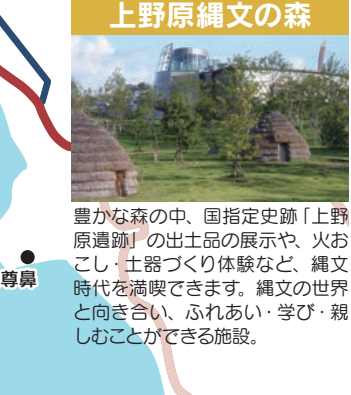 上野原縄文の森
豊かな森の中、国指定史跡「上野
原遺跡」の出土品の展示や、火お
こし・土器づくり体験など、縄文
時代を満喫できます。縄文の世界
と向き合い、ふれあい・学び・親
しむことができる施設。
尊鼻